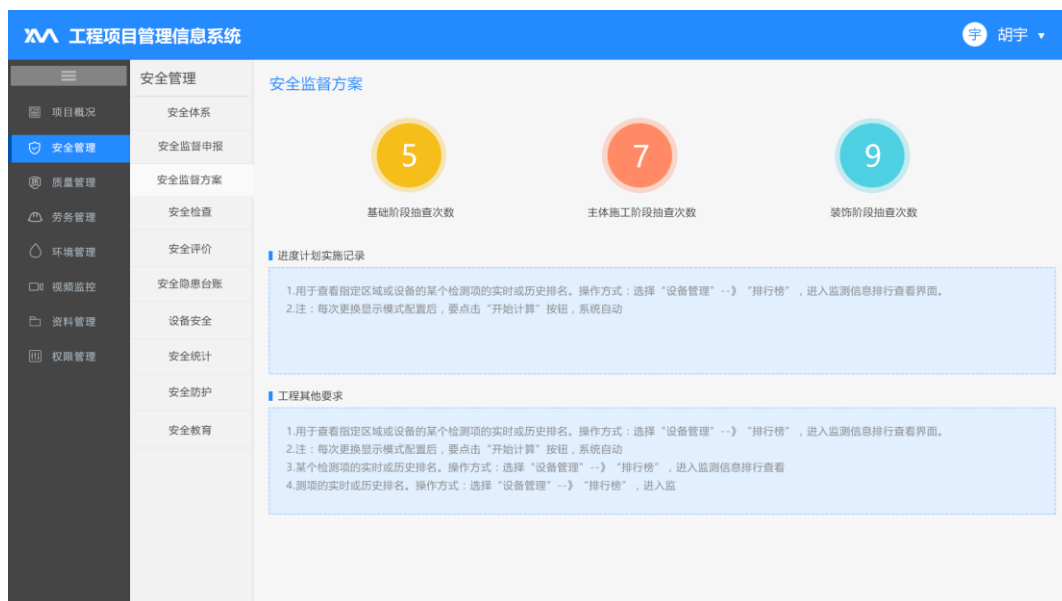 工程项目管理信息系统
宇 胡宇
项目概况
安全管理
质量管理
劳务管理
环境管理
视频监控
资料管理
权限管理
安全管理
安全体系
安全监督申报
安全监督方案
安全检查
安全评价
安全隐患台账
设备安全
安全统计
安全防护
安全教育
安全监督方案
5
7
9
基础阶段抽查次数
主体施工阶段抽查次数
装饰阶段抽查次数
进度计划实施记录
1.用于查看指定区域或设备的某个检测项的实时或历史排名。操作方式：选择“设备管理”--》“排行榜”，进入监测信息排行查看界面。
2.注：每次更换显示模式配置后，要点击“开始计算”按钮，系统自动
工程其他要求
1.用于查看指定区域或设备的某个检测项的实时或历史排名。操作方式：选择“设备管理”--》“排行榜”，进入监测信息排行查看界面。
2.注：每次更换显示模式配置后，要点击“开始计算”按钮，系统自动
3.某个检测项的实时或历史排名。操作方式：选择“设备管理”--》“排行榜”，进入监测信息排行查看
4.测项的实时或历史排名。操作方式：选择“设备管理”--》“排行榜”，进入监